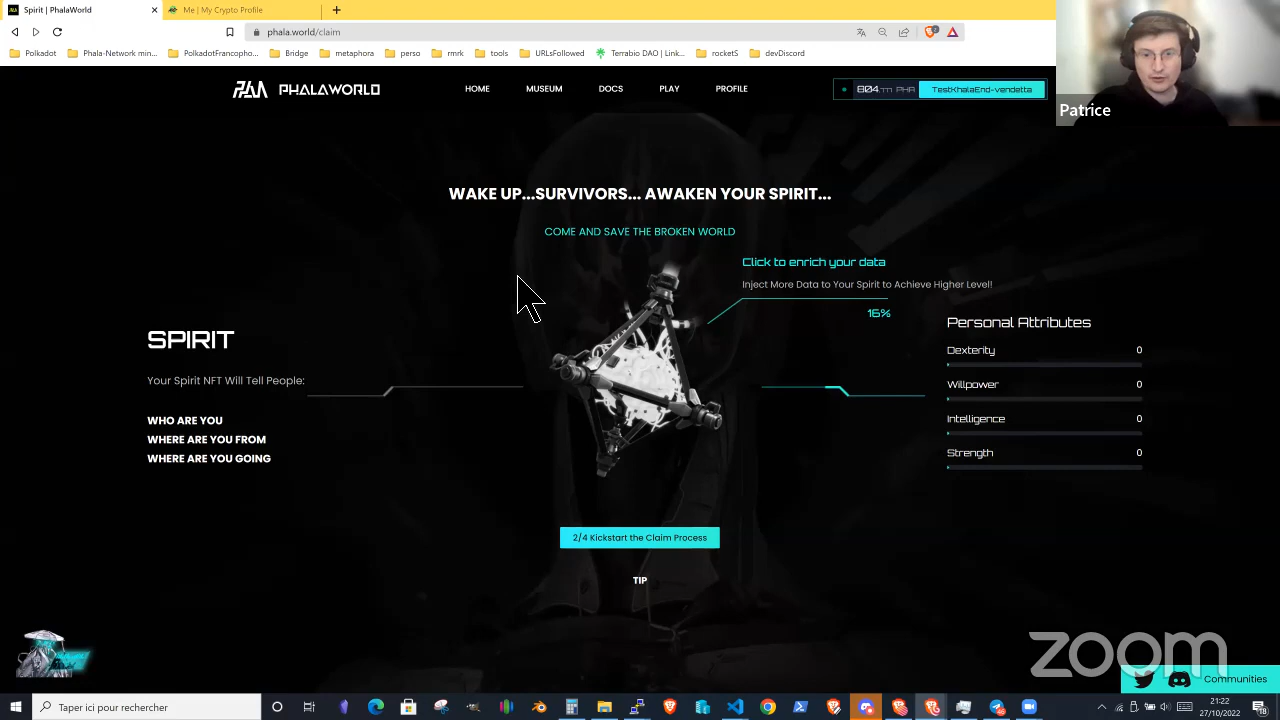 Spirit | PhalaWorld
Me | My Crypto Profile
phala.world/claim
Polkadot
Phala-Network min...
PolkadotFrancopho...
Bridge
metaphora
perso
rmrk
tools
URLsFollowed
Terrabio DAO | Link...
rocketS
devDiscord
PHALAWORLD
HOME
MUSEUM
DOCS
PLAY
PROFILE
804.777 PHA
TestKhalaEnd-vendetta
Patrice
WAKE UP...SURVIVORS... AWAKEN YOUR SPIRIT...
COME AND SAVE THE BROKEN WORLD
Click to enrich your data
Inject More Data to Your Spirit to Achieve Higher Level!
16%
SPIRIT
Your Spirit NFT Will Tell People:
WHO ARE YOU
WHERE ARE YOU FROM
WHERE ARE YOU GOING
Personal Attributes
Dexterity 0
Willpower 0
Intelligence 0
Strength 0
2/4 Kickstart the Claim Process
TIP
zoom
Communities
Taper ici pour rechercher
21:22
27/10/2022